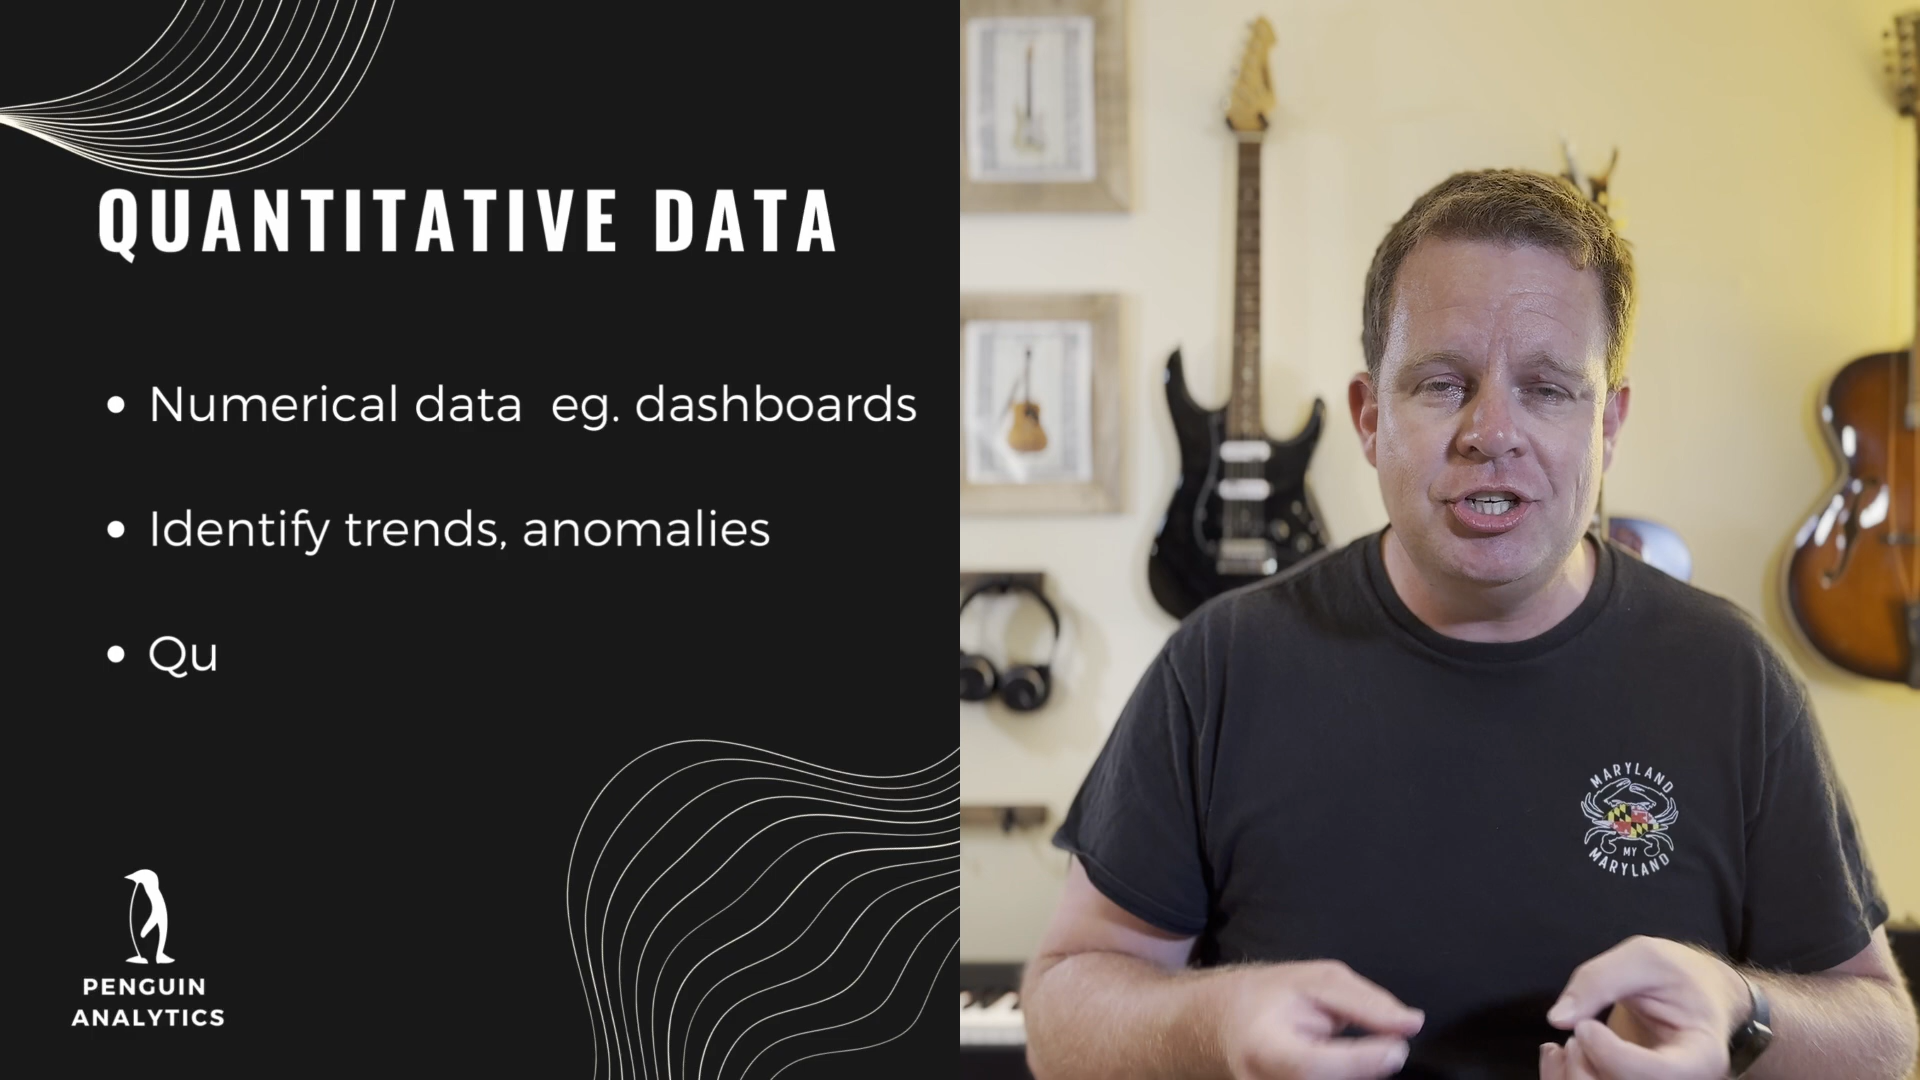 QUANTITATIVE DATA
• Numerical data eg. dashboards
• Identify trends, anomalies
• Qu
PENGUIN
ANALYTICS
MARYLAND
MY
MARYLAND